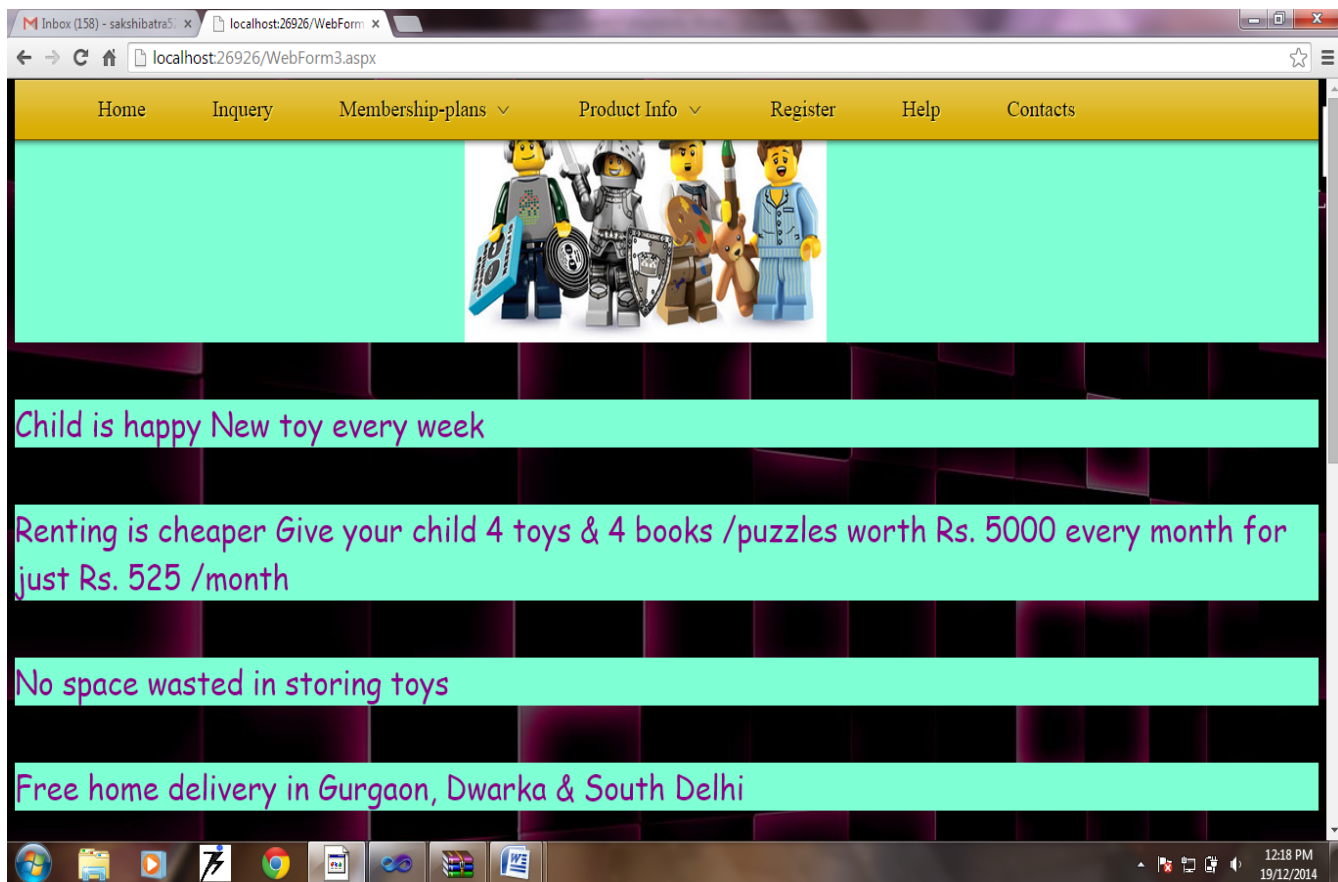 Inbox (158) - sakshibatra5
localhost:26926/WebForm
localhost:26926/WebForm3.aspx
Home Inquery Membership-plans Product Info Register Help Contacts
Child is happy New toy every week
Renting is cheaper Give your child 4 toys & 4 books /puzzles worth Rs. 5000 every month for
just Rs. 525 /month
No space wasted in storing toys
Free home delivery in Gurgaon, Dwarka & South Delhi
12:18 PM
19/12/2014